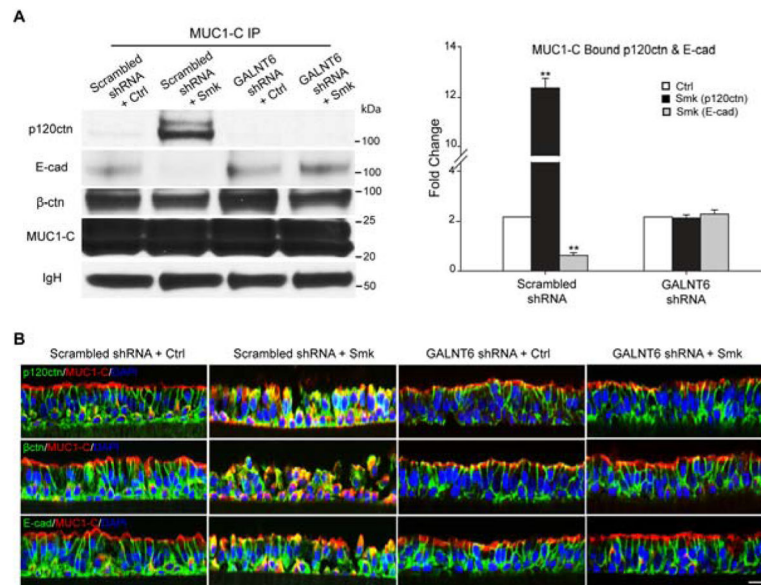 A
MUC1-C IP
Scrambled
shRNA
+ Ctrl
Scrambled
shRNA
+ Smk
GALNT6
shRNA
+ Ctrl
GALNT6
shRNA
+ Smk
kDa
p120ctn
100
E-cad
100
β-ctn
100
MUC1-C
25
20
IgH
50
MUC1-C Bound p120ctn & E-cad
Ctrl
Smk (p120ctn)
Smk (E-cad)
Fold Change
14
12
10
4
2
0
**
**
Scrambled
shRNA
GALNT6
shRNA
B
Scrambled shRNA + Ctrl
Scrambled shRNA + Smk
GALNT6 shRNA + Ctrl
GALNT6 shRNA + Smk
p120ctn/MUC1-C/DAPI
βctn/MUC1-C/DAPI
E-cad/MUC1-C/DAPI